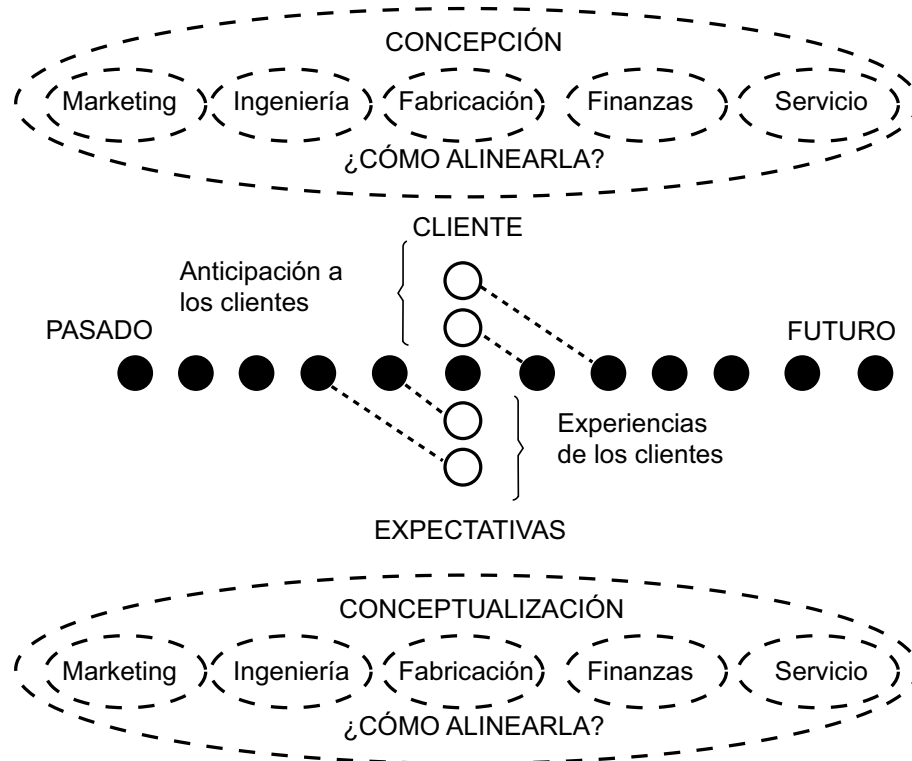 CONCEPCIÓN
Marketing Ingeniería Fabricación Finanzas Servicio
¿CÓMO ALINEARLA?
CLIENTE
Anticipación a
los clientes
PASADO
FUTURO
Experiencias
de los clientes
EXPECTATIVAS
CONCEPTUALIZACIÓN
Marketing Ingeniería Fabricación Finanzas Servicio
¿CÓMO ALINEARLA?